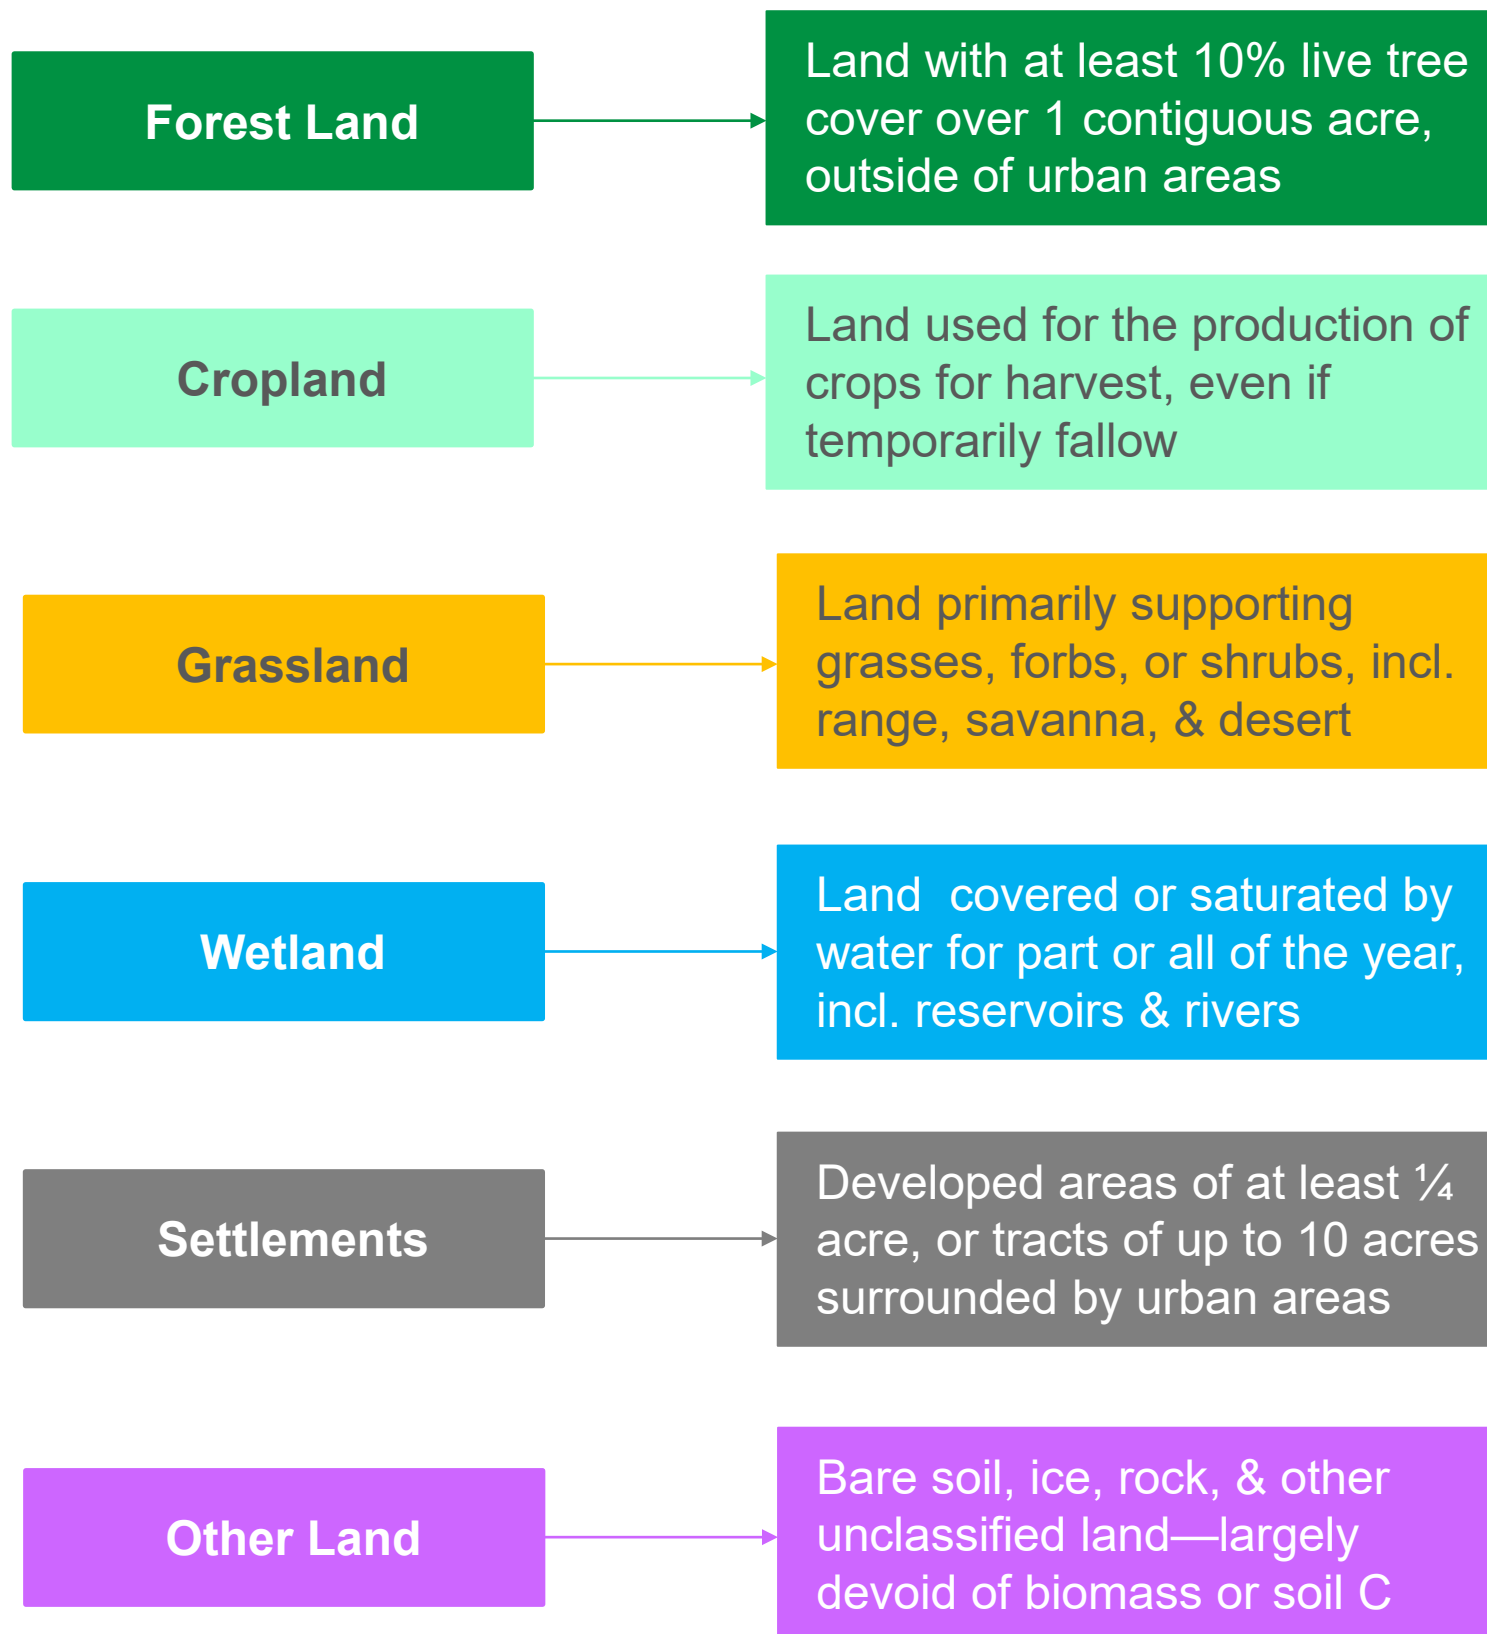 Forest Land
Land with at least 10% live tree
cover over 1 contiguous acre,
outside of urban areas
Cropland
Land used for the production of
crops for harvest, even if
temporarily fallow
Grassland
Land primarily supporting
grasses, forbs, or shrubs, incl.
range, savanna, & desert
Wetland
Land  covered or saturated by
water for part or all of the year,
incl. reservoirs & rivers
Settlements
Developed areas of at least ¼
acre, or tracts of up to 10 acres
surrounded by urban areas
Other Land
Bare soil, ice, rock, & other
unclassified land—largely
devoid of biomass or soil C